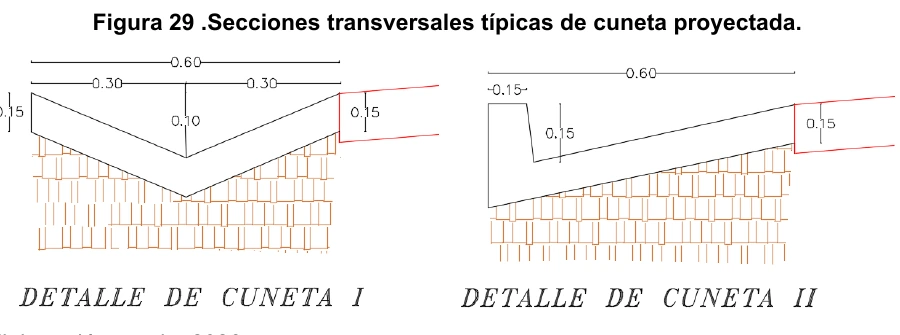 Figura 29 .Secciones transversales típicas de cuneta proyectada.
0.60
0.30 0.30
0.15 0.10 0.15
0.60
0.15
0.15 0.15
DETALLE DE CUNETA I
DETALLE DE CUNETA II